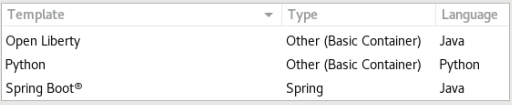 Template Type Language
Open Liberty Other (Basic Container) Java
Python Other (Basic Container) Python
Spring Boot® Spring Java